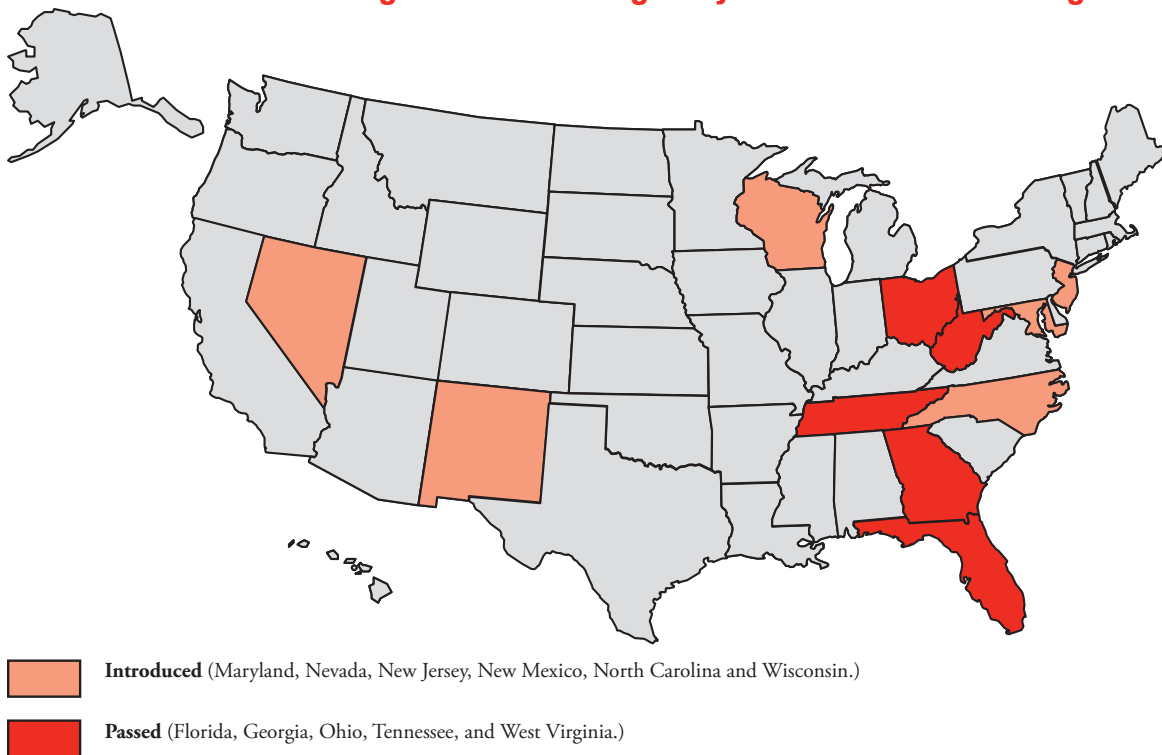 Introduced (Maryland, Nevada, New Jersey, New Mexico, North Carolina and Wisconsin.)
Passed (Florida, Georgia, Ohio, Tennessee, and West Virginia.)